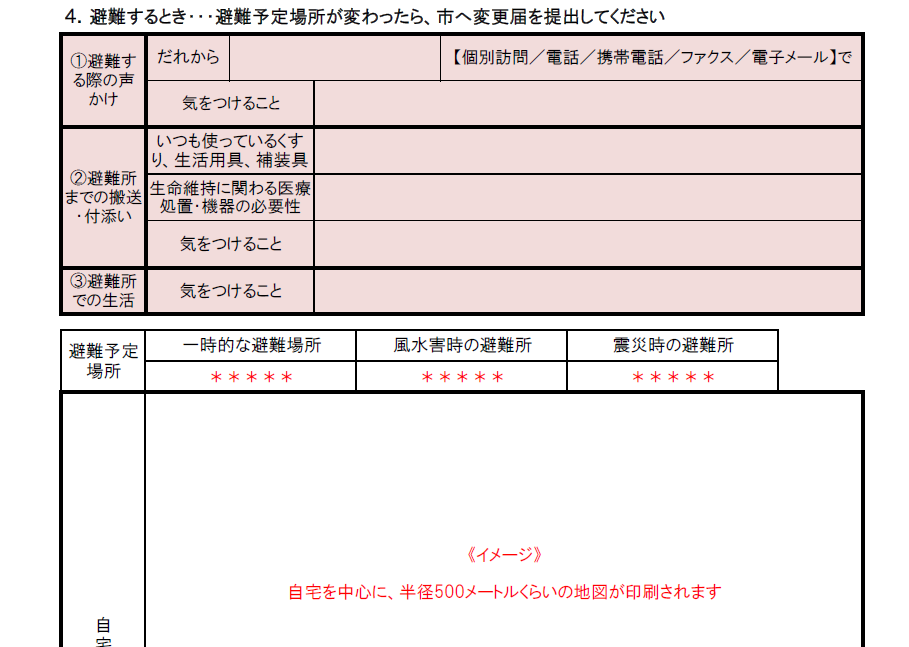 ４．避難するとき・・・避難予定場所が変わったら、市へ変更届を提出してください
①避難す
る際の声
かけ
だれから
【個別訪問／電話／携帯電話／ファクス／電子メール】で
気をつけること
②避難所
までの搬送
・付添い
いつも使っているくす
り、生活用具、補装具
生命維持に関わる医療
処置・機器の必要性
気をつけること
③避難所
での生活
気をつけること
避難予定
場所
一時的な避難場所
風水害時の避難所
震災時の避難所
＊＊＊＊＊
＊＊＊＊＊
＊＊＊＊＊
《イメージ》
自宅を中心に、半径500メートルくらいの地図が印刷されます
自
宅